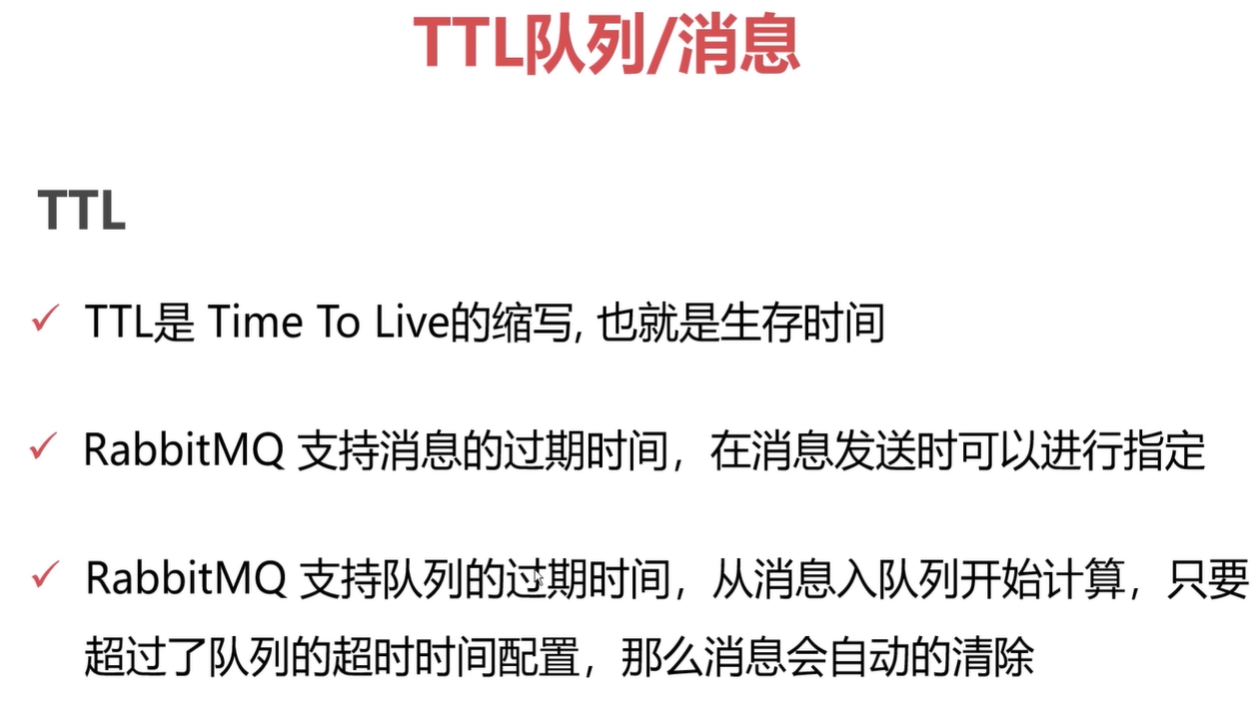 TTL队列/消息
TTL
TTL是 Time To Live的缩写, 也就是生存时间
RabbitMQ 支持消息的过期时间，在消息发送时可以进行指定
RabbitMQ 支持队列的过期时间，从消息入队列开始计算，只要
超过了队列的超时时间配置，那么消息会自动的清除